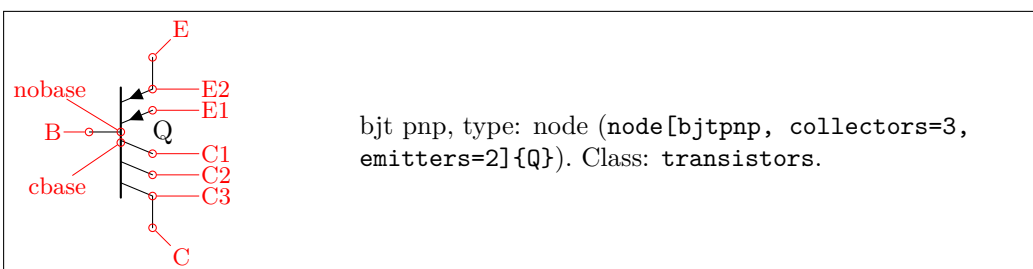 E
nobase
E2
E1
B
Q
C1
cbase
C2
C3
C
bjt pnp, type: node (node[bjtpnp, collectors=3,
emitters=2]{Q}). Class: transistors.